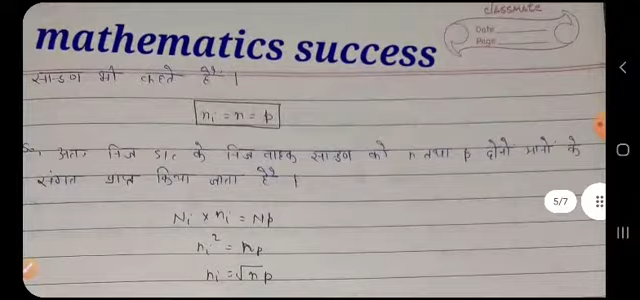 classmate
Date
Page
mathematics success
सान्द्रण भी कहते है ।
ni = n = p
अतः निज S/c के निज वाहक सान्द्रण को n तथा p दोनों मानों के
संगत प्राप्त किया जाता है ।
5/7
Ni × ni = Np
ni² = np
ni = √np